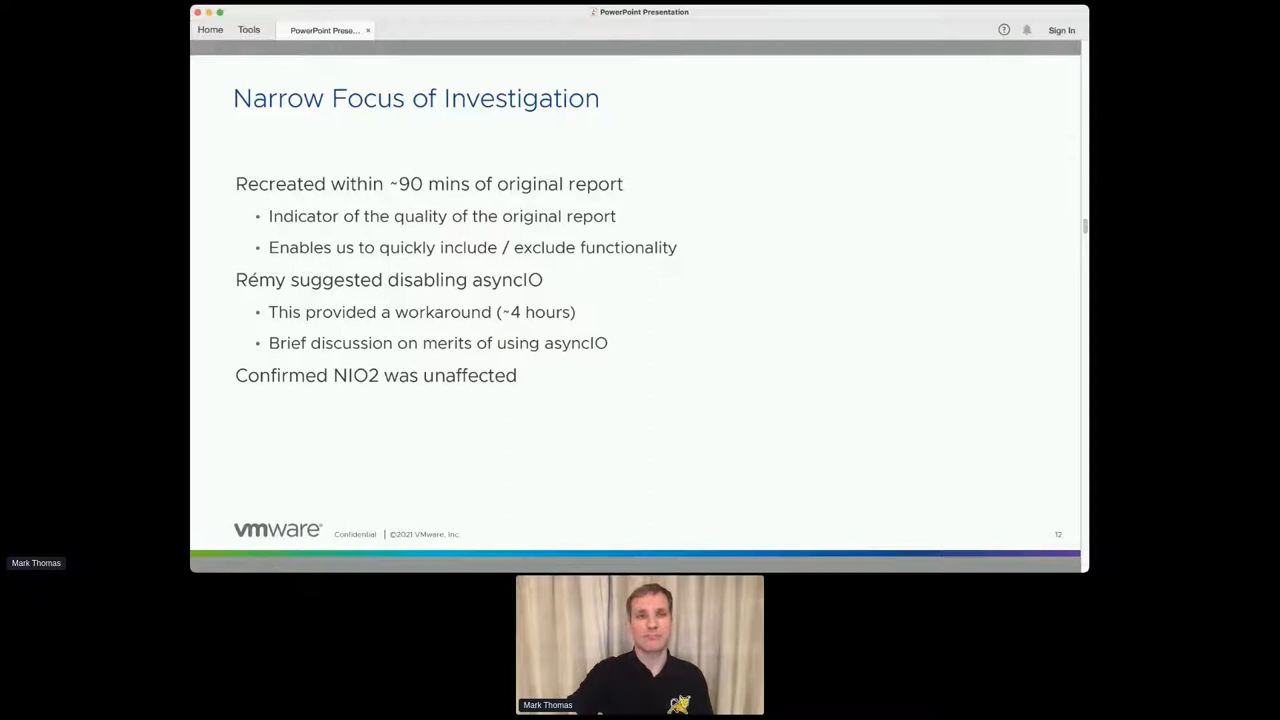 PowerPoint Presentation
Home
Tools
PowerPoint Prese... ×
?
Sign In
Narrow Focus of Investigation
Recreated within ~90 mins of original report
• Indicator of the quality of the original report
• Enables us to quickly include / exclude functionality
Rémy suggested disabling asyncIO
• This provided a workaround (~4 hours)
• Brief discussion on merits of using asyncIO
Confirmed NIO2 was unaffected
vmware®
Confidential | ©2021 VMware, Inc.
12
Mark Thomas
Mark Thomas